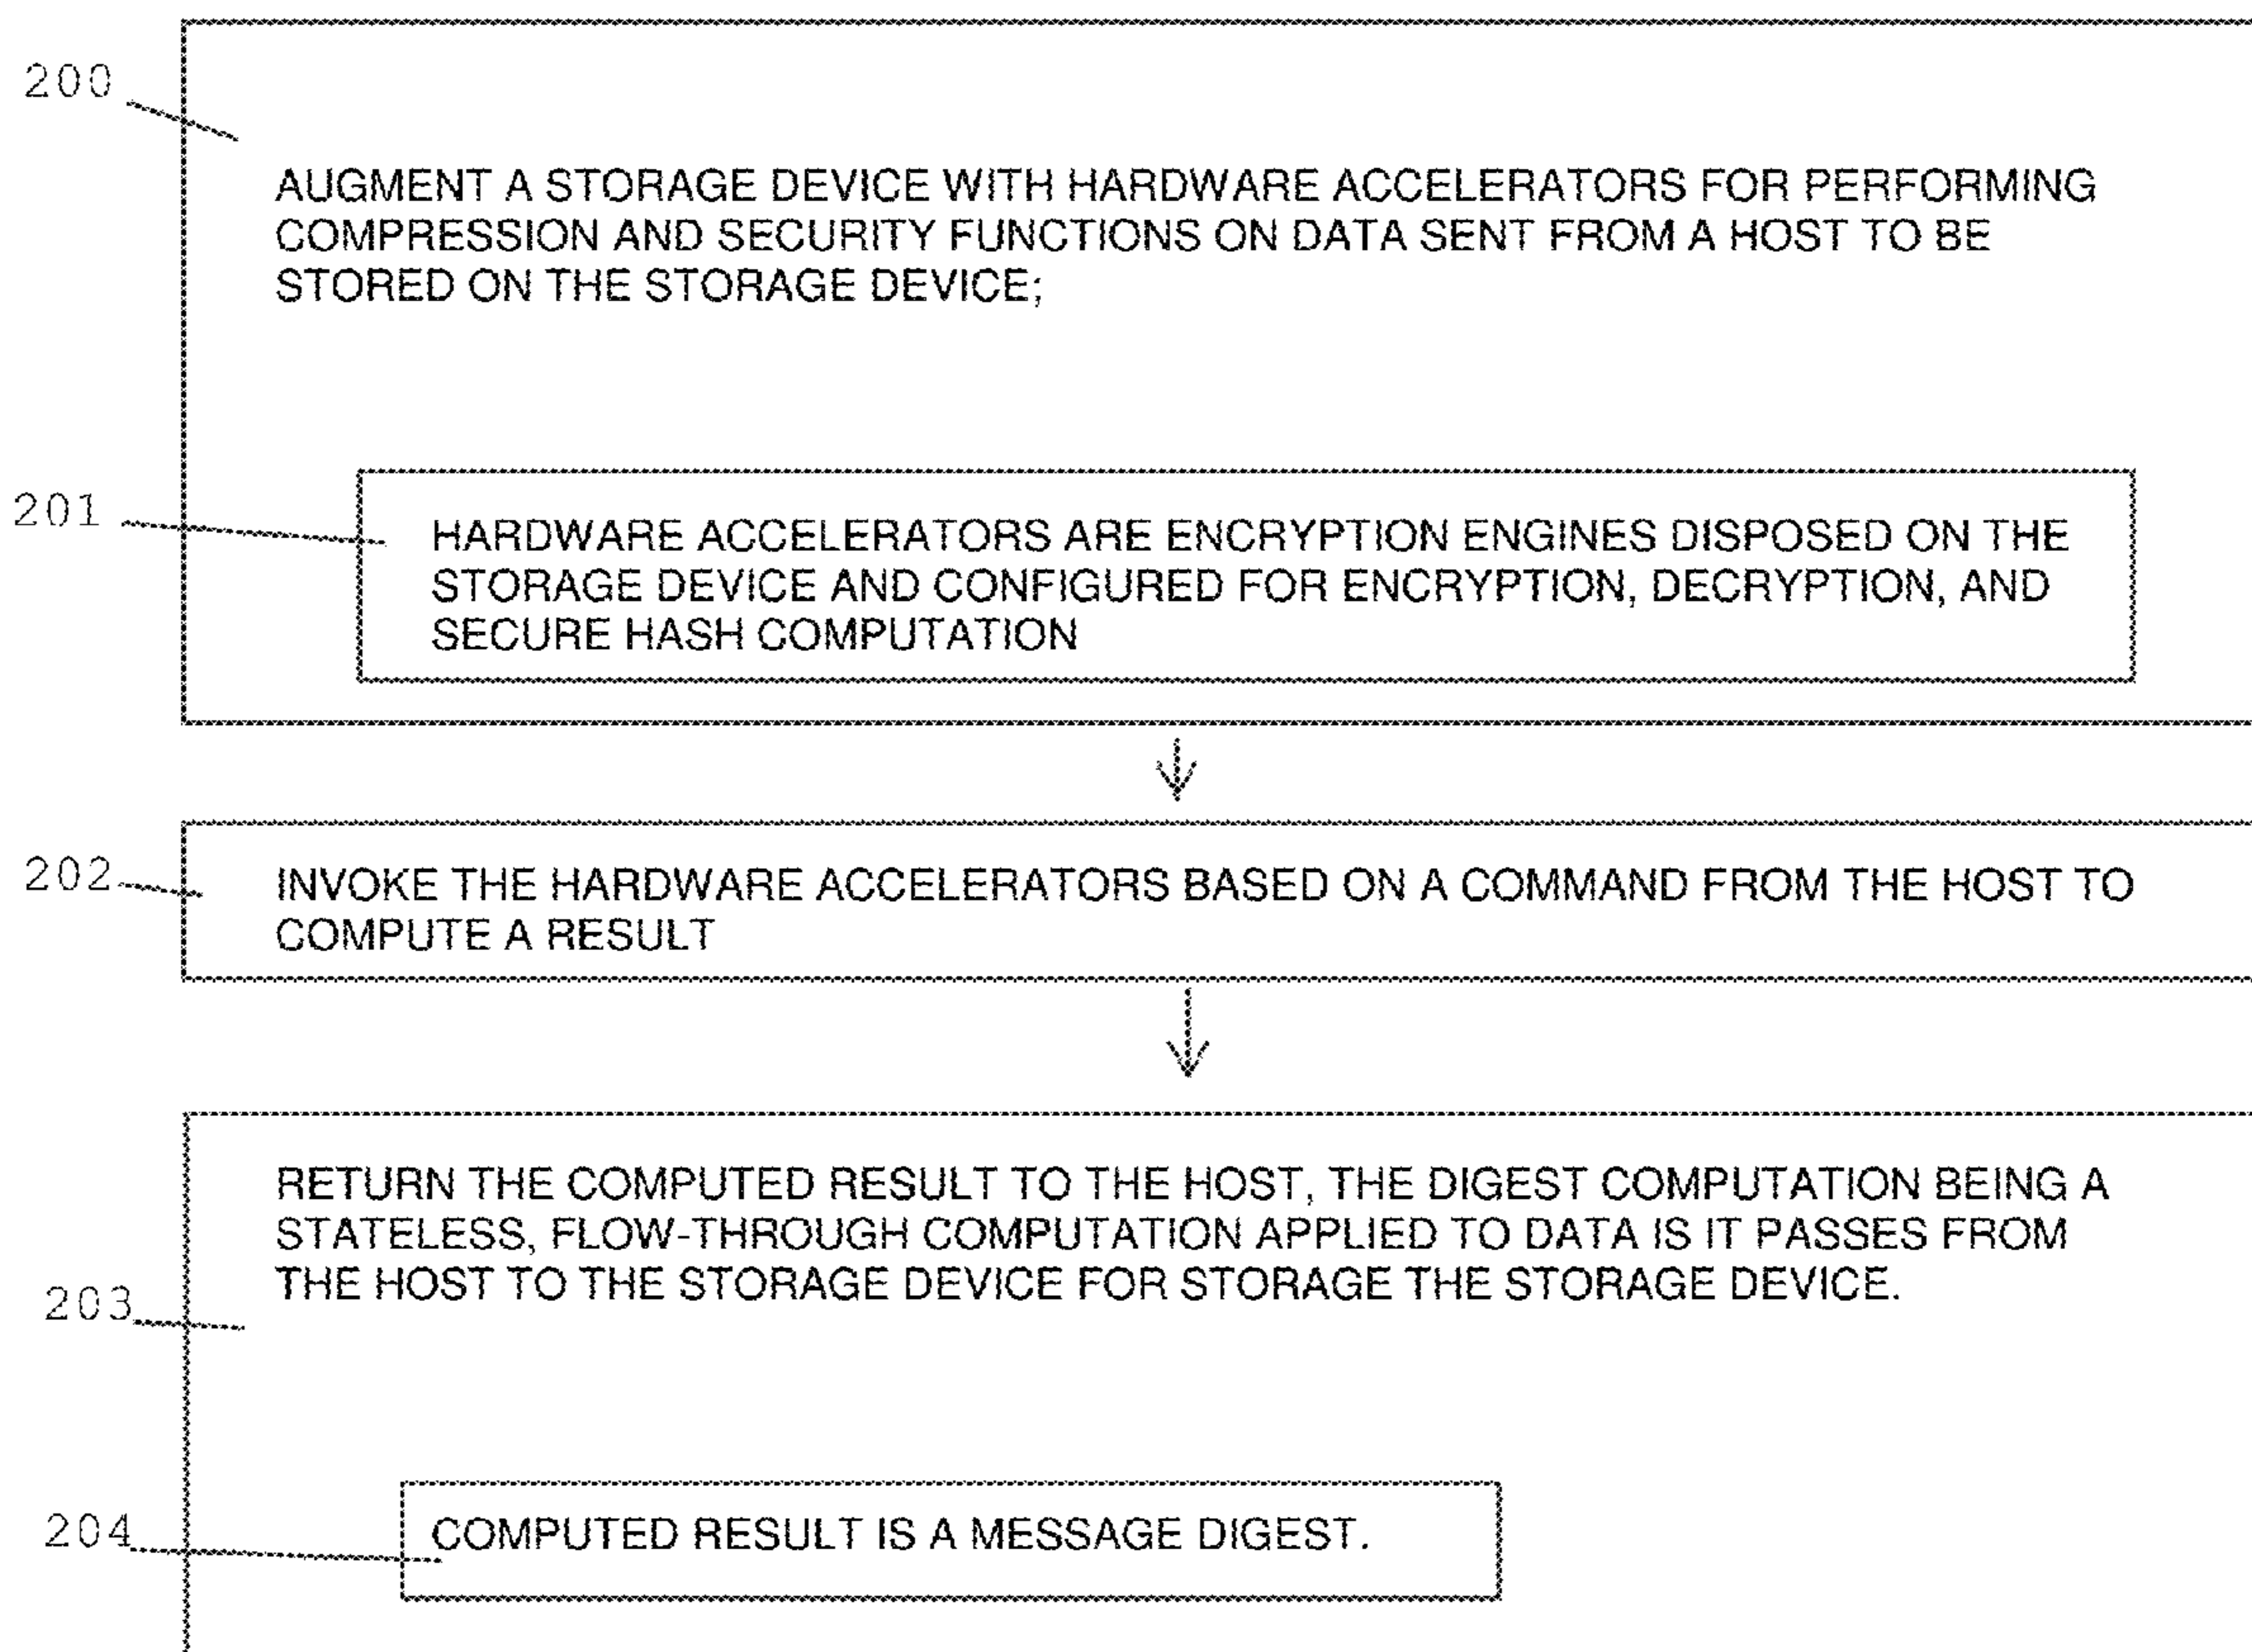 200
AUGMENT A STORAGE DEVICE WITH HARDWARE ACCELERATORS FOR PERFORMING
COMPRESSION AND SECURITY FUNCTIONS ON DATA SENT FROM A HOST TO BE
STORED ON THE STORAGE DEVICE;
201
HARDWARE ACCELERATORS ARE ENCRYPTION ENGINES DISPOSED ON THE
STORAGE DEVICE AND CONFIGURED FOR ENCRYPTION, DECRYPTION, AND
SECURE HASH COMPUTATION
202
INVOKE THE HARDWARE ACCELERATORS BASED ON A COMMAND FROM THE HOST TO
COMPUTE A RESULT
RETURN THE COMPUTED RESULT TO THE HOST, THE DIGEST COMPUTATION BEING A
STATELESS, FLOW-THROUGH COMPUTATION APPLIED TO DATA IS IT PASSES FROM
THE HOST TO THE STORAGE DEVICE FOR STORAGE THE STORAGE DEVICE.
203
204
COMPUTED RESULT IS A MESSAGE DIGEST.